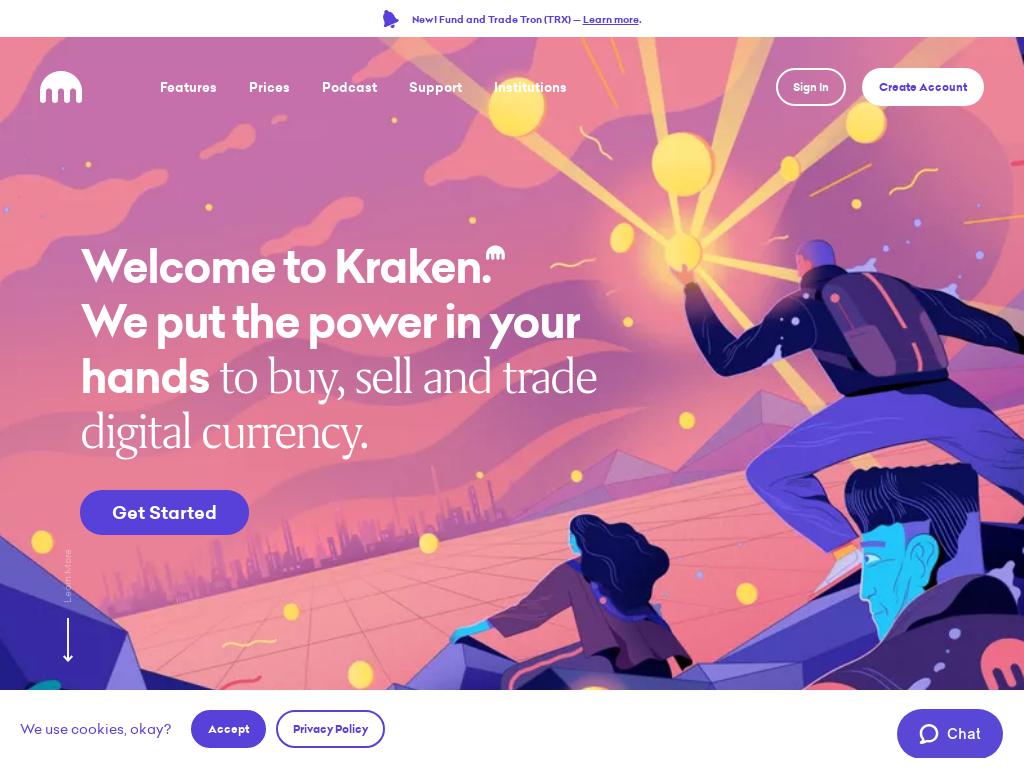 New! Fund and Trade Tron (TRX) — Learn more.
Features Prices Podcast Support Institutions Sign In Create Account
Welcome to Kraken.
We put the power in your
hands to buy, sell and trade
digital currency.
Get Started
Learn More
We use cookies, okay? Accept Privacy Policy Chat